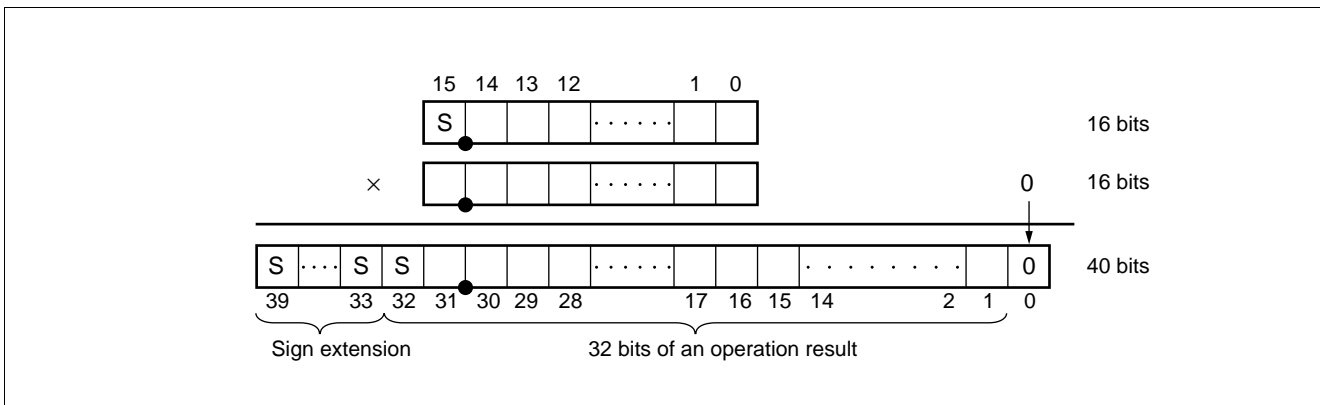 15 14 13 12 1 0
S ...... 16 bits
× ...... 0 16 bits
S .... S S ...... . . . . . . . . 0 40 bits
39 33 32 31 30 29 28 17 16 15 14 2 1 0
Sign extension 32 bits of an operation result